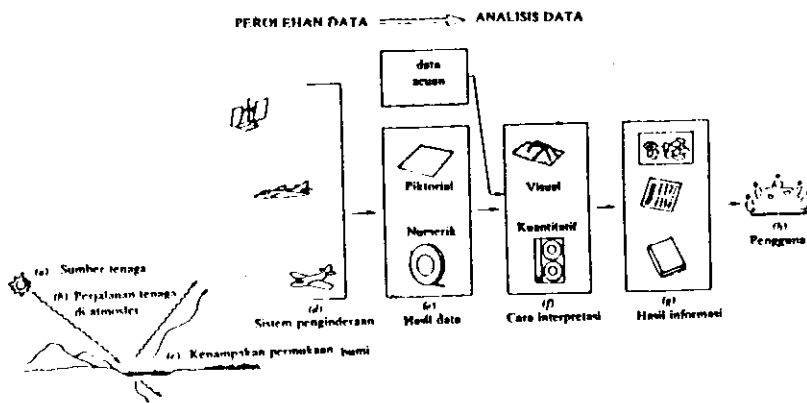 PEROLEHAN DATA ANALISIS DATA
data
acuan
Piktorial
Visual
Numerik
Kuantitatif
(a) Sumber tenaga
(b) Perjalanan tenaga
di atmosfer
(c) Kenampakan permukaan bumi
(d)
Sistem penginderaan
(e)
Hasil data
(f)
Cara interpretasi
(g)
Hasil informasi
(h)
Pengguna